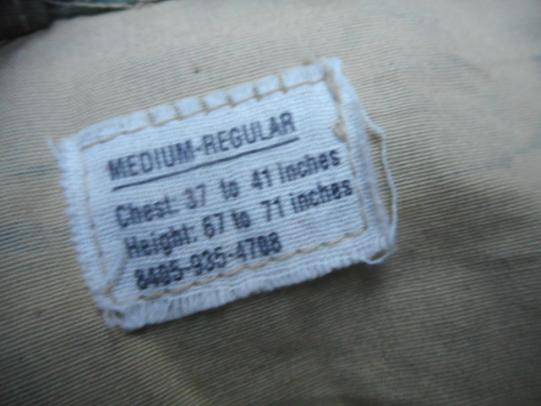 MEDIUM-REGULAR
Chest: 37 to 41 inches
Height: 67 to 71 inches
8405-935-4708